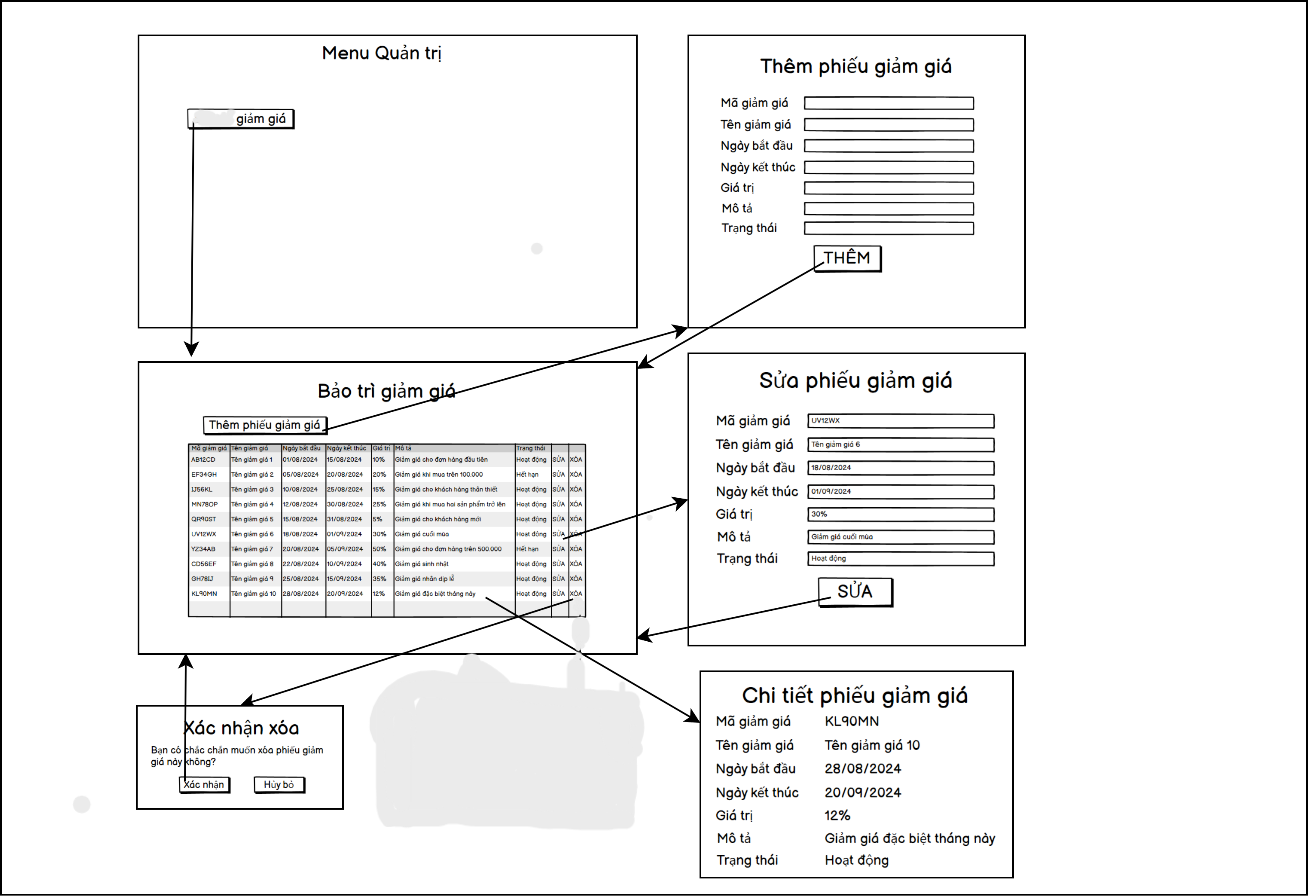 Menu Quản trị
giảm giá
Thêm phiếu giảm giá
Mã giảm giá
Tên giảm giá
Ngày bắt đầu
Ngày kết thúc
Giá trị
Mô tả
Trạng thái
THÊM
Bảo trì giảm giá
Thêm phiếu giảm giá
Mã giảm giá Tên giảm giá Ngày bắt đầu Ngày kết thúc Giá trị Mô tả Trạng thái
AB12CD Tên giảm giá 1 01/08/2024 15/08/2024 10% Giảm giá cho đơn hàng đầu tiên Hoạt động SỬA XÓA
EF34GH Tên giảm giá 2 05/08/2024 20/08/2024 20% Giảm giá khi mua trên 100.000 Hết hạn SỬA XÓA
IJ56KL Tên giảm giá 3 10/08/2024 25/08/2024 15% Giảm giá cho khách hàng thân thiết Hoạt động SỬA XÓA
MN78OP Tên giảm giá 4 12/08/2024 30/08/2024 25% Giảm giá khi mua hai sản phẩm trở lên Hoạt động SỬA XÓA
QR90ST Tên giảm giá 5 15/08/2024 31/08/2024 5% Giảm giá cho khách hàng mới Hoạt động SỬA XÓA
UV12WX Tên giảm giá 6 18/08/2024 01/09/2024 30% Giảm giá cuối mùa Hoạt động SỬA XÓA
YZ34AB Tên giảm giá 7 20/08/2024 05/09/2024 50% Giảm giá cho đơn hàng trên 500.000 Hết hạn SỬA XÓA
CD56EF Tên giảm giá 8 22/08/2024 10/09/2024 40% Giảm giá sinh nhật Hoạt động SỬA XÓA
GH78IJ Tên giảm giá 9 25/08/2024 15/09/2024 35% Giảm giá nhân dịp lễ Hoạt động SỬA XÓA
KL90MN Tên giảm giá 10 28/08/2024 20/09/2024 12% Giảm giá đặc biệt tháng này Hoạt động SỬA XÓA
Sửa phiếu giảm giá
Mã giảm giá UV12WX
Tên giảm giá Tên giảm giá 6
Ngày bắt đầu 18/08/2024
Ngày kết thúc 01/09/2024
Giá trị 30%
Mô tả Giảm giá cuối mùa
Trạng thái Hoạt động
SỬA
Xác nhận xóa
Bạn có chắc chắn muốn xóa phiếu giảm
giá này không?
Xác nhận Hủy bỏ
Chi tiết phiếu giảm giá
Mã giảm giá KL90MN
Tên giảm giá Tên giảm giá 10
Ngày bắt đầu 28/08/2024
Ngày kết thúc 20/09/2024
Giá trị 12%
Mô tả Giảm giá đặc biệt tháng này
Trạng thái Hoạt động